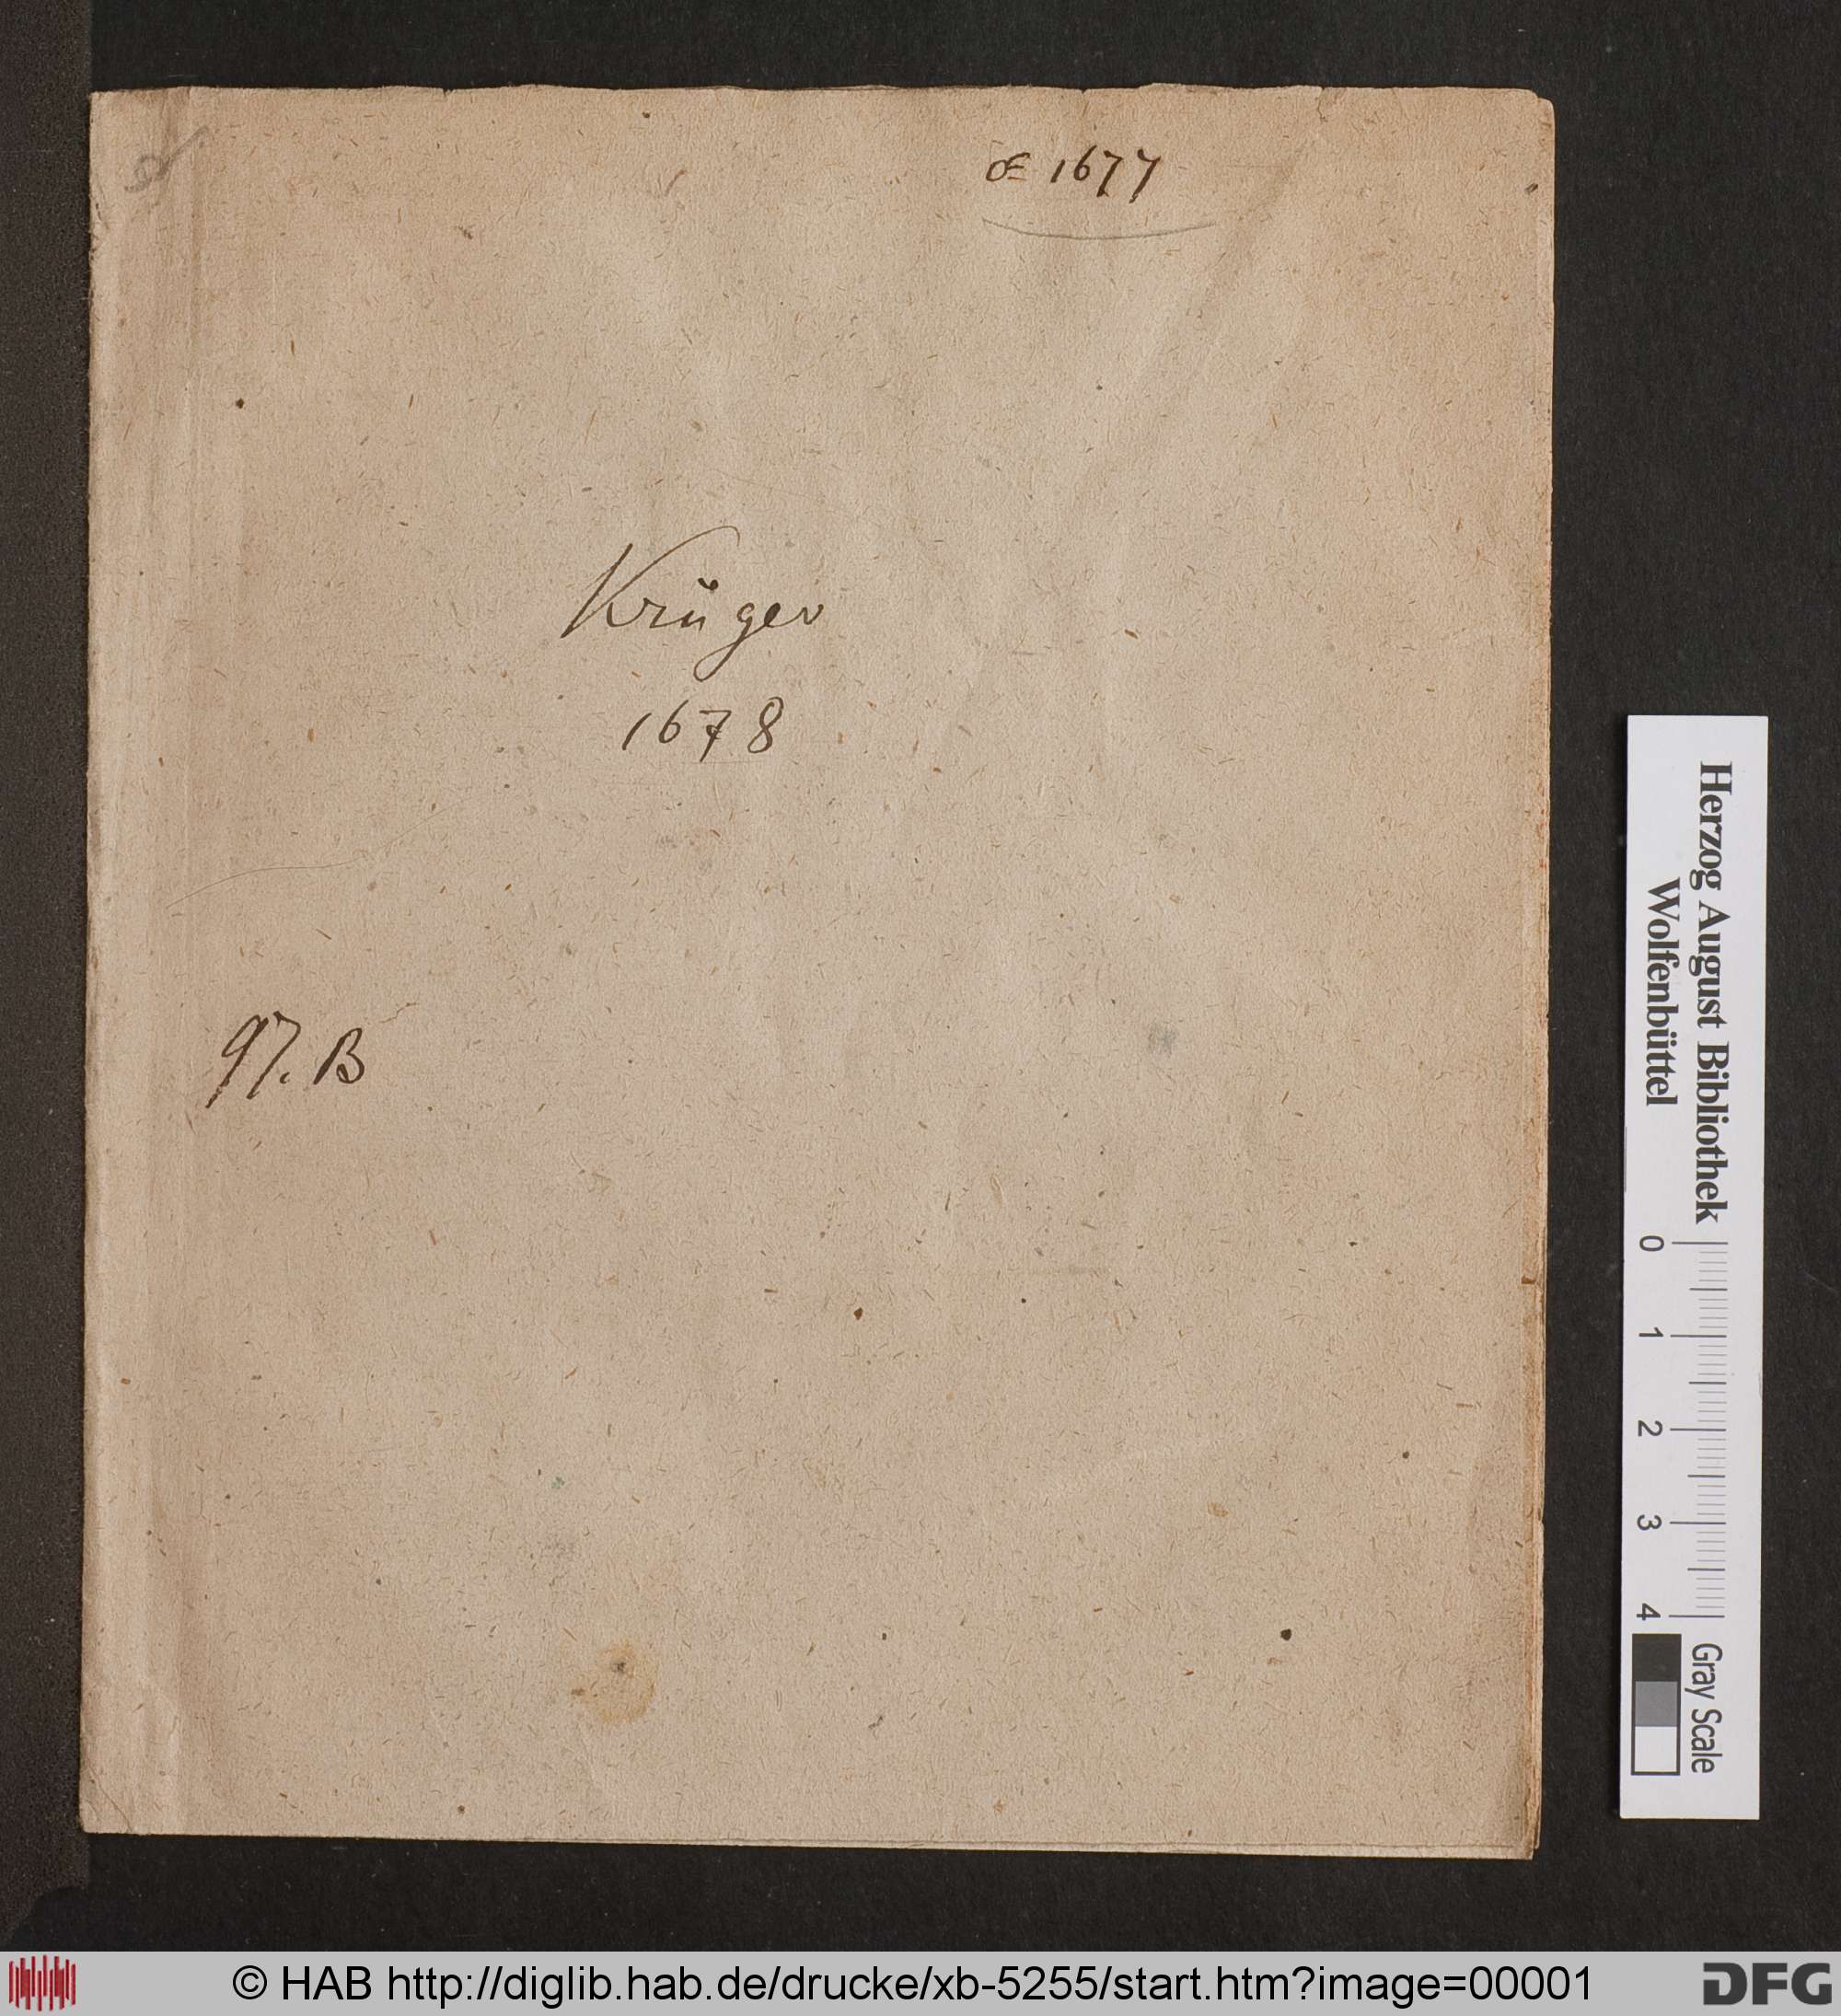 Œ 1677
Krüger
1678
97. B
Herzog August Bibliothek
Wolfenbüttel
0 1 2 3 4
Gray Scale
© HAB http://diglib.hab.de/drucke/xb-5255/start.htm?image=00001
DFG